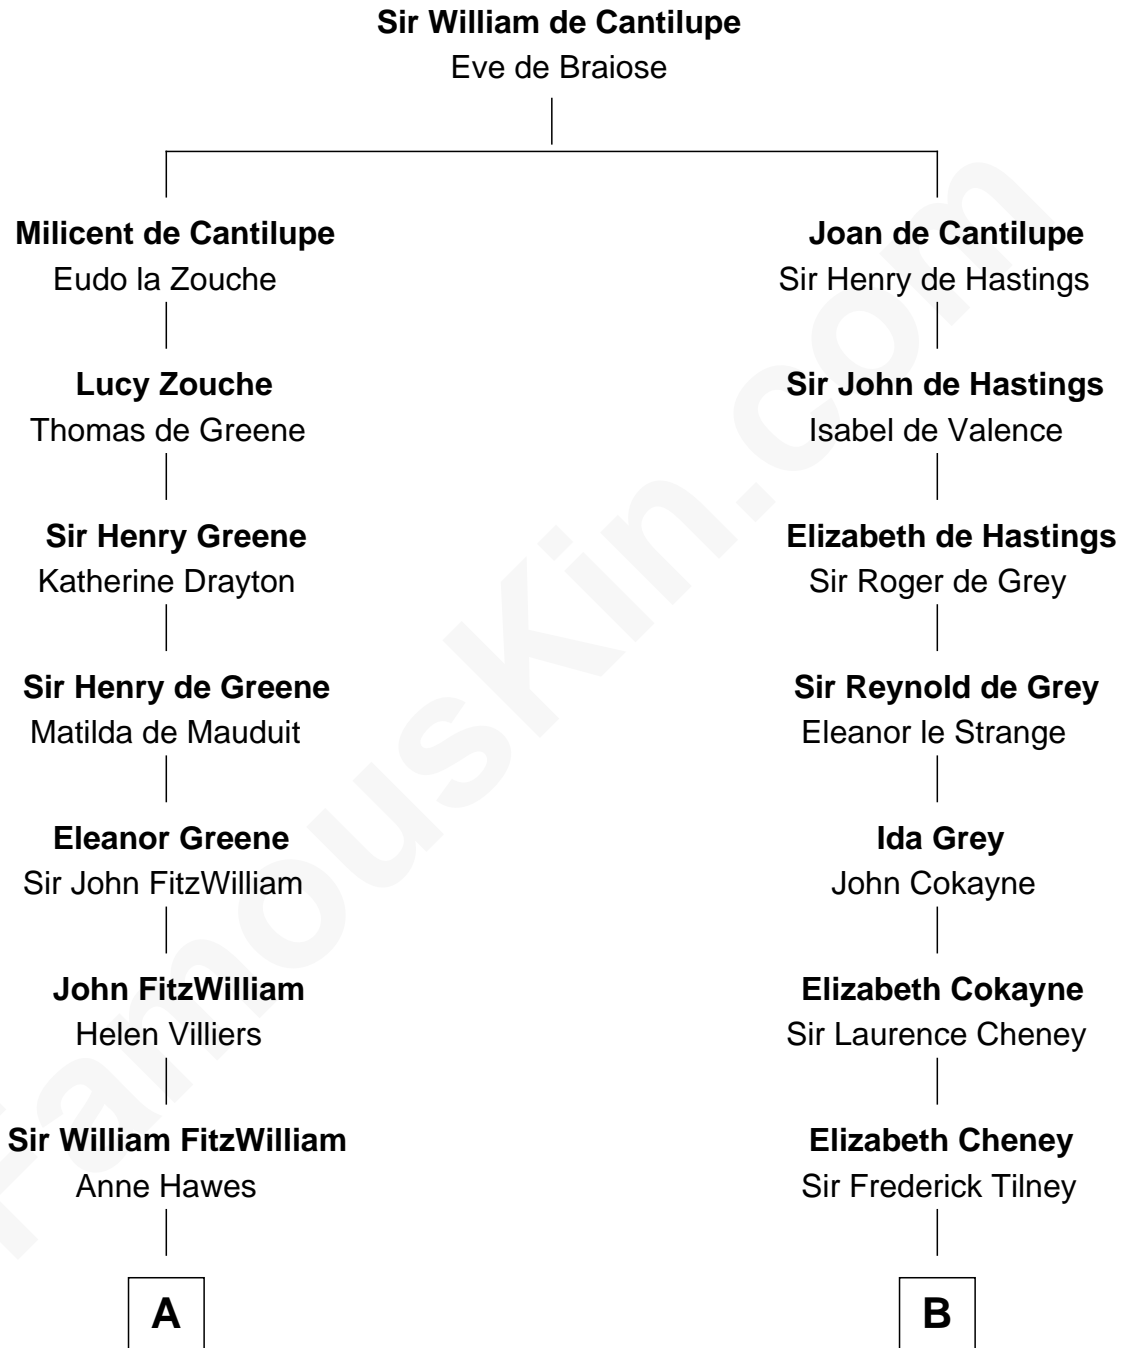 Sir William de Cantilupe
Eve de Braiose
Milicent de Cantilupe
Eudo la Zouche
Joan de Cantilupe
Sir Henry de Hastings
Lucy Zouche
Thomas de Greene
Sir John de Hastings
Isabel de Valence
Sir Henry Greene
Katherine Drayton
Elizabeth de Hastings
Sir Roger de Grey
Sir Henry de Greene
Matilda de Mauduit
Sir Reynold de Grey
Eleanor le Strange
Eleanor Greene
Sir John FitzWilliam
Ida Grey
John Cokayne
John FitzWilliam
Helen Villiers
Elizabeth Cokayne
Sir Laurence Cheney
Sir William FitzWilliam
Anne Hawes
Elizabeth Cheney
Sir Frederick Tilney
A
B
FamousKin.com